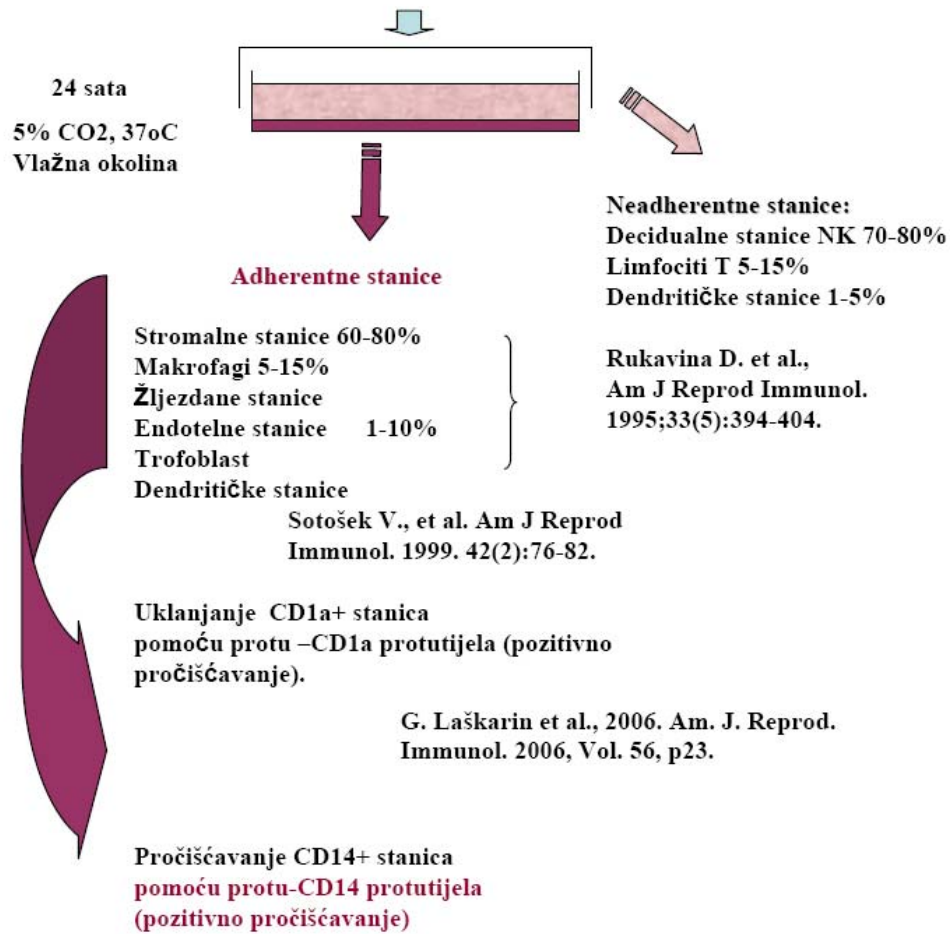 24 sata
5% CO2, 37oC
Vlažna okolina
Neadherentne stanice:
Decidualne stanice NK 70-80%
Limfociti T 5-15%
Dendritičke stanice 1-5%
Rukavina D. et al.,
Am J Reprod Immunol.
1995;33(5):394-404.
Adherentne stanice
Stromalne stanice 60-80%
Makrofagi 5-15%
Žljezdane stanice
Endotelne stanice 1-10%
Trofoblast
Dendritičke stanice
Sotošek V., et al. Am J Reprod
Immunol. 1999. 42(2):76-82.
Uklanjanje CD1a+ stanica
pomoću protu –CD1a protutijela (pozitivno
pročišćavanje).
G. Laškarin et al., 2006. Am. J. Reprod.
Immunol. 2006, Vol. 56, p23.
Pročišćavanje CD14+ stanica
pomoću protu-CD14 protutijela
(pozitivno pročišćavanje)